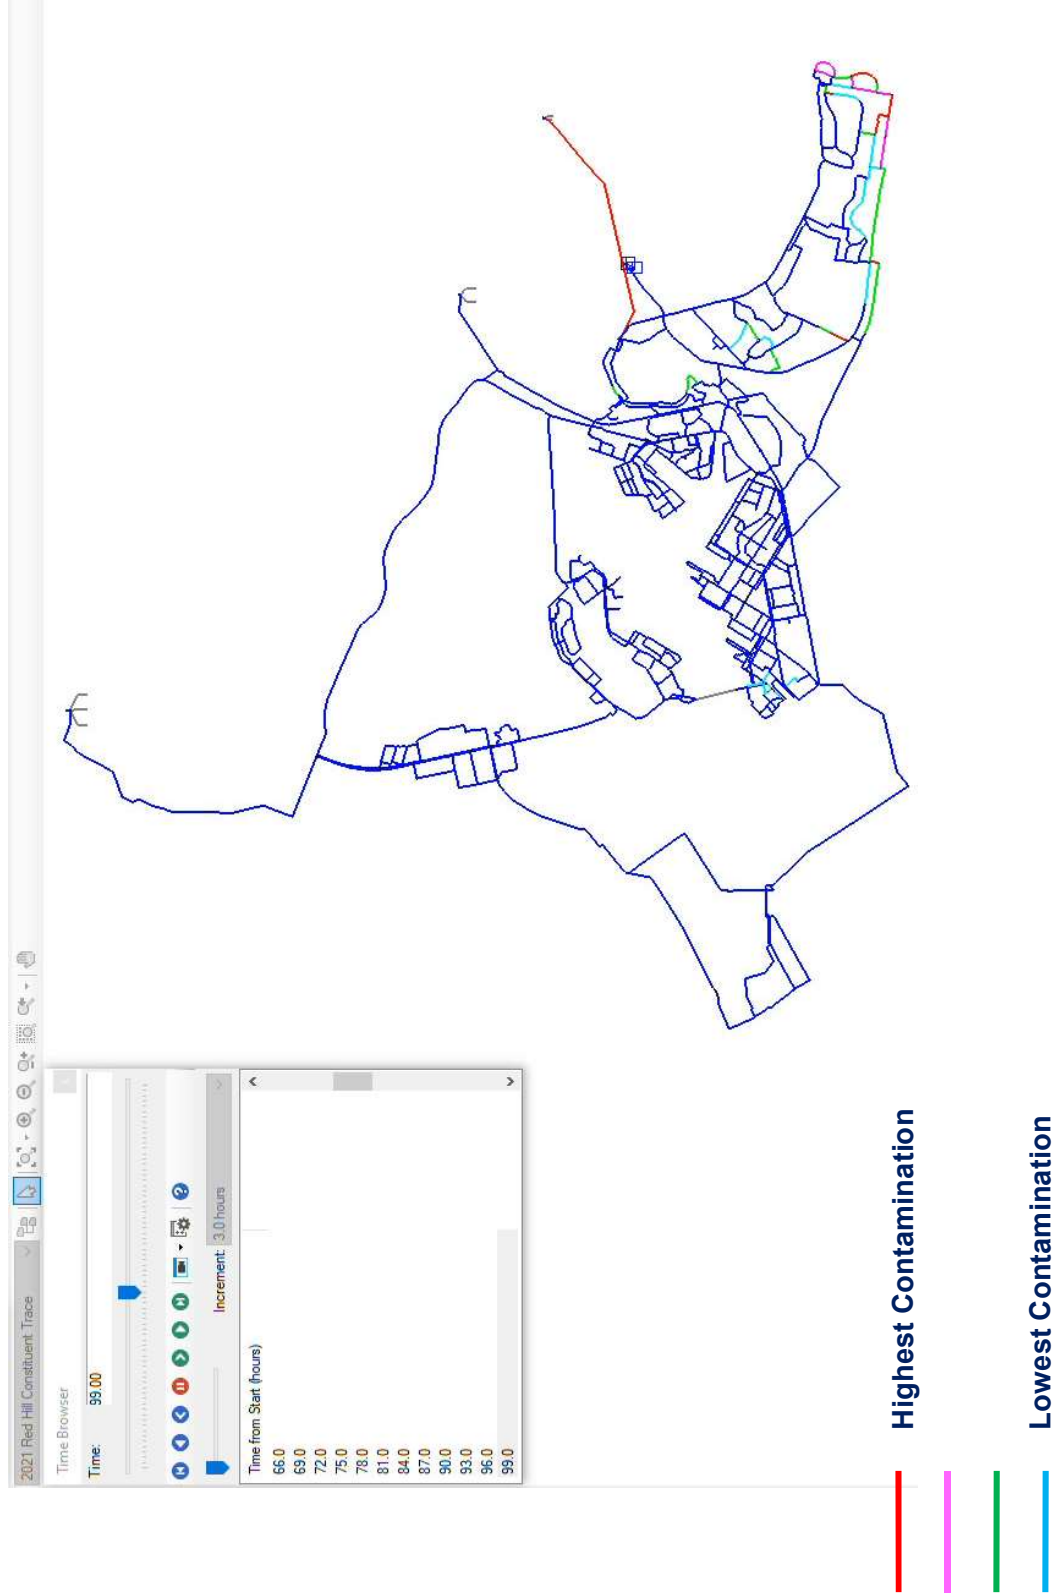 2021 Red Hill Constituent Trace
Time Browser
Time: 99.00
Increment: 3.0 hours
Time from Start (hours)
66.0
69.0
72.0
75.0
78.0
81.0
84.0
87.0
90.0
93.0
96.0
99.0
Highest Contamination
Lowest Contamination